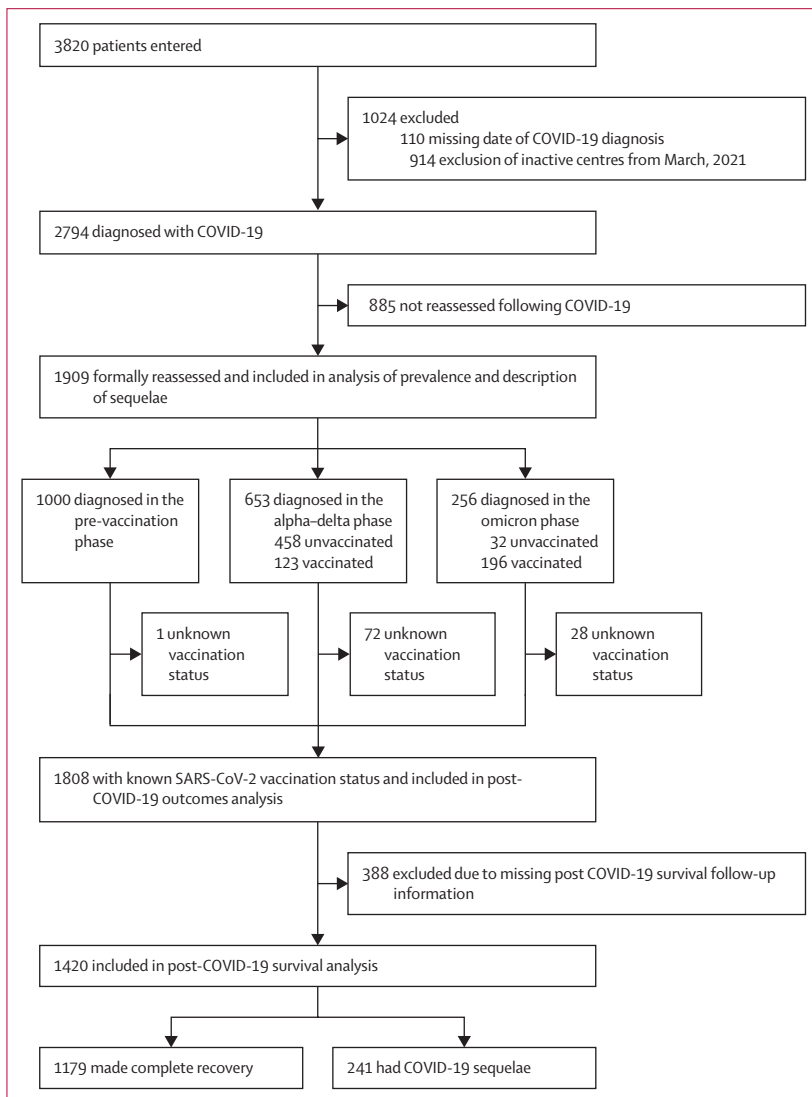 3820 patients entered
1024 excluded
110 missing date of COVID-19 diagnosis
914 exclusion of inactive centres from March, 2021
2794 diagnosed with COVID-19
885 not reassessed following COVID-19
1909 formally reassessed and included in analysis of prevalence and description
of sequelae
1000 diagnosed in the
pre-vaccination
phase
653 diagnosed in the
alpha–delta phase
458 unvaccinated
123 vaccinated
256 diagnosed in the
omicron phase
32 unvaccinated
196 vaccinated
1 unknown
vaccination
status
72 unknown
vaccination
status
28 unknown
vaccination
status
1808 with known SARS-CoV-2 vaccination status and included in post-
COVID-19 outcomes analysis
388 excluded due to missing post COVID-19 survival follow-up
information
1420 included in post-COVID-19 survival analysis
1179 made complete recovery
241 had COVID-19 sequelae